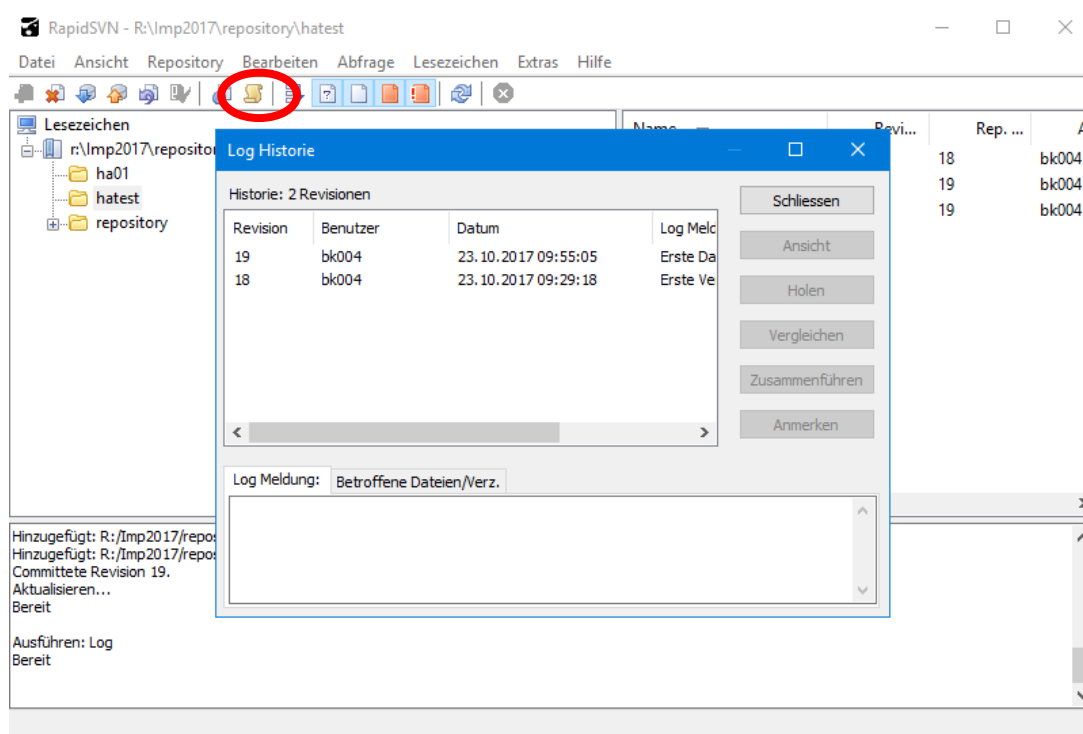 RapidSVN - R:\Imp2017\repository\hatest
Datei Ansicht Repository Bearbeiten Abfrage Lesezeichen Extras Hilfe
Lesezeichen
r:\Imp2017\reposito
ha01
hatest
repository
Name Revi... Rep. ... A
18 bk004
19 bk004
19 bk004
Log Historie
Historie: 2 Revisionen
Revision Benutzer Datum Log Meld
19 bk004 23.10.2017 09:55:05 Erste Da
18 bk004 23.10.2017 09:29:18 Erste Ve
Schliessen
Ansicht
Holen
Vergleichen
Zusammenführen
Anmerken
Log Meldung: Betroffene Dateien/Verz.
Hinzugefügt: R:/Imp2017/repos
Hinzugefügt: R:/Imp2017/repos
Committete Revision 19.
Aktualisieren...
Bereit
Ausführen: Log
Bereit